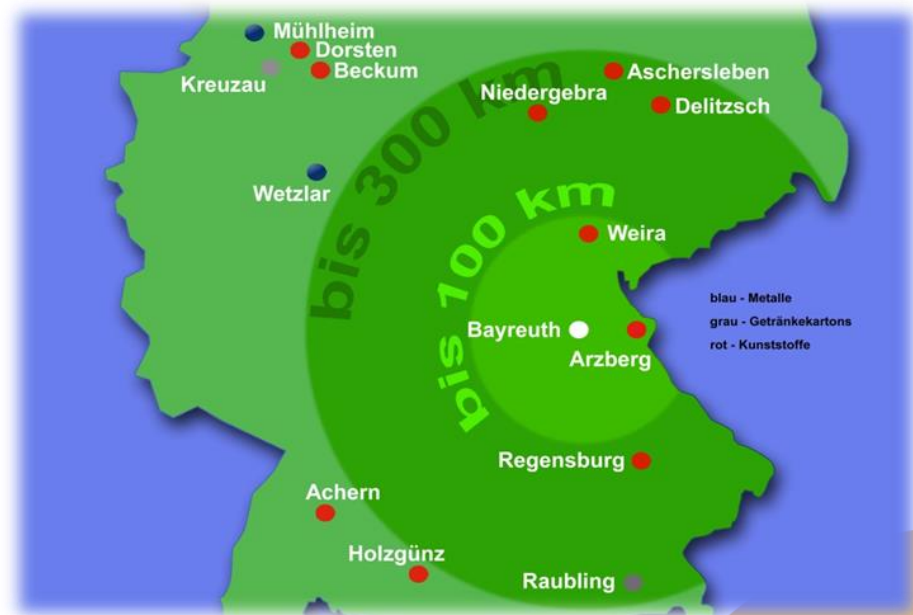 Mühlheim
Dorsten
Beckum
Kreuzau
Aschersleben
Niedergebra
Delitzsch
bis 300 km
Wetzlar
bis 100 km
Weira
blau - Metalle
grau - Getränkekartons
rot - Kunststoffe
Bayreuth
Arzberg
Regensburg
Achern
Holzgünz
Raubling